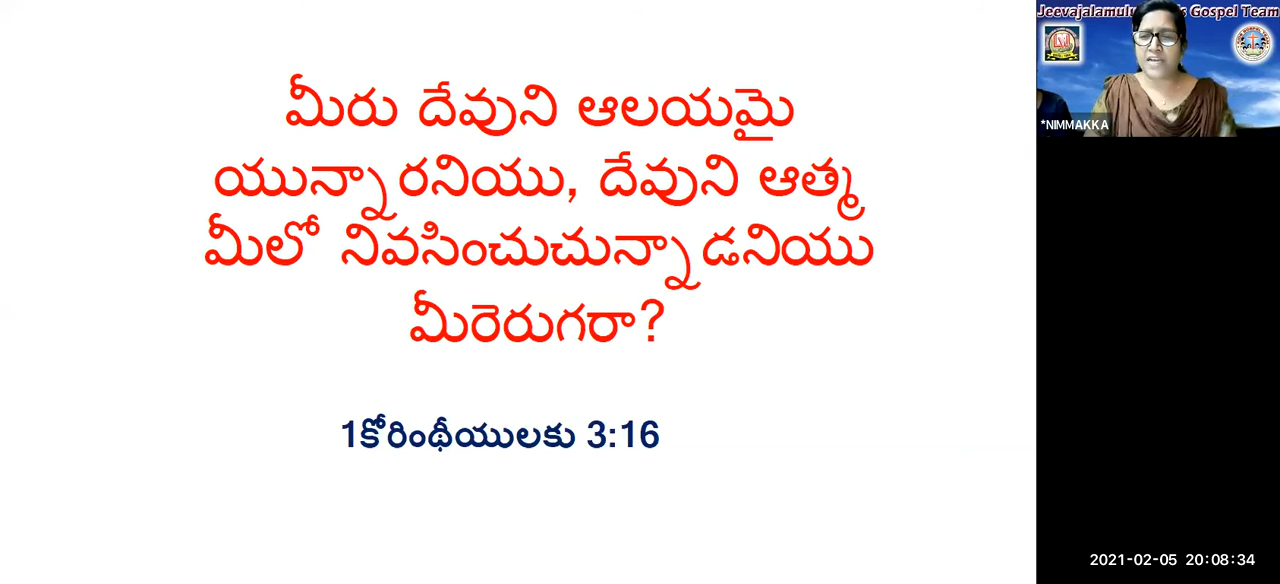 మీరు దేవుని ఆలయమై
యున్నారనియు, దేవుని ఆత్మ
మీలో నివసించుచున్నాడనియు
మీరెరుగరా?
1కోరింథీయులకు 3:16
Jeevajalamulu Gospel Team
*NIMMAKKA
2021-02-05 20:08:34